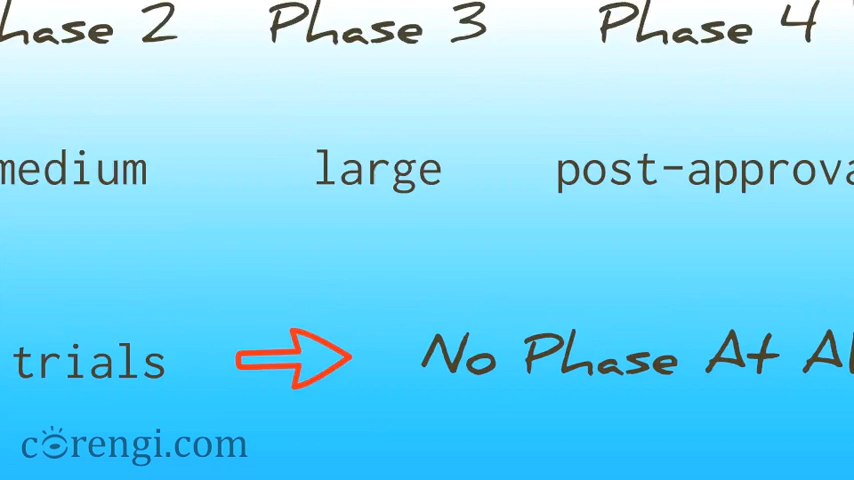 hase 2 Phase 3 Phase 4
medium large post-approva
trials No Phase At Al
corengi.com